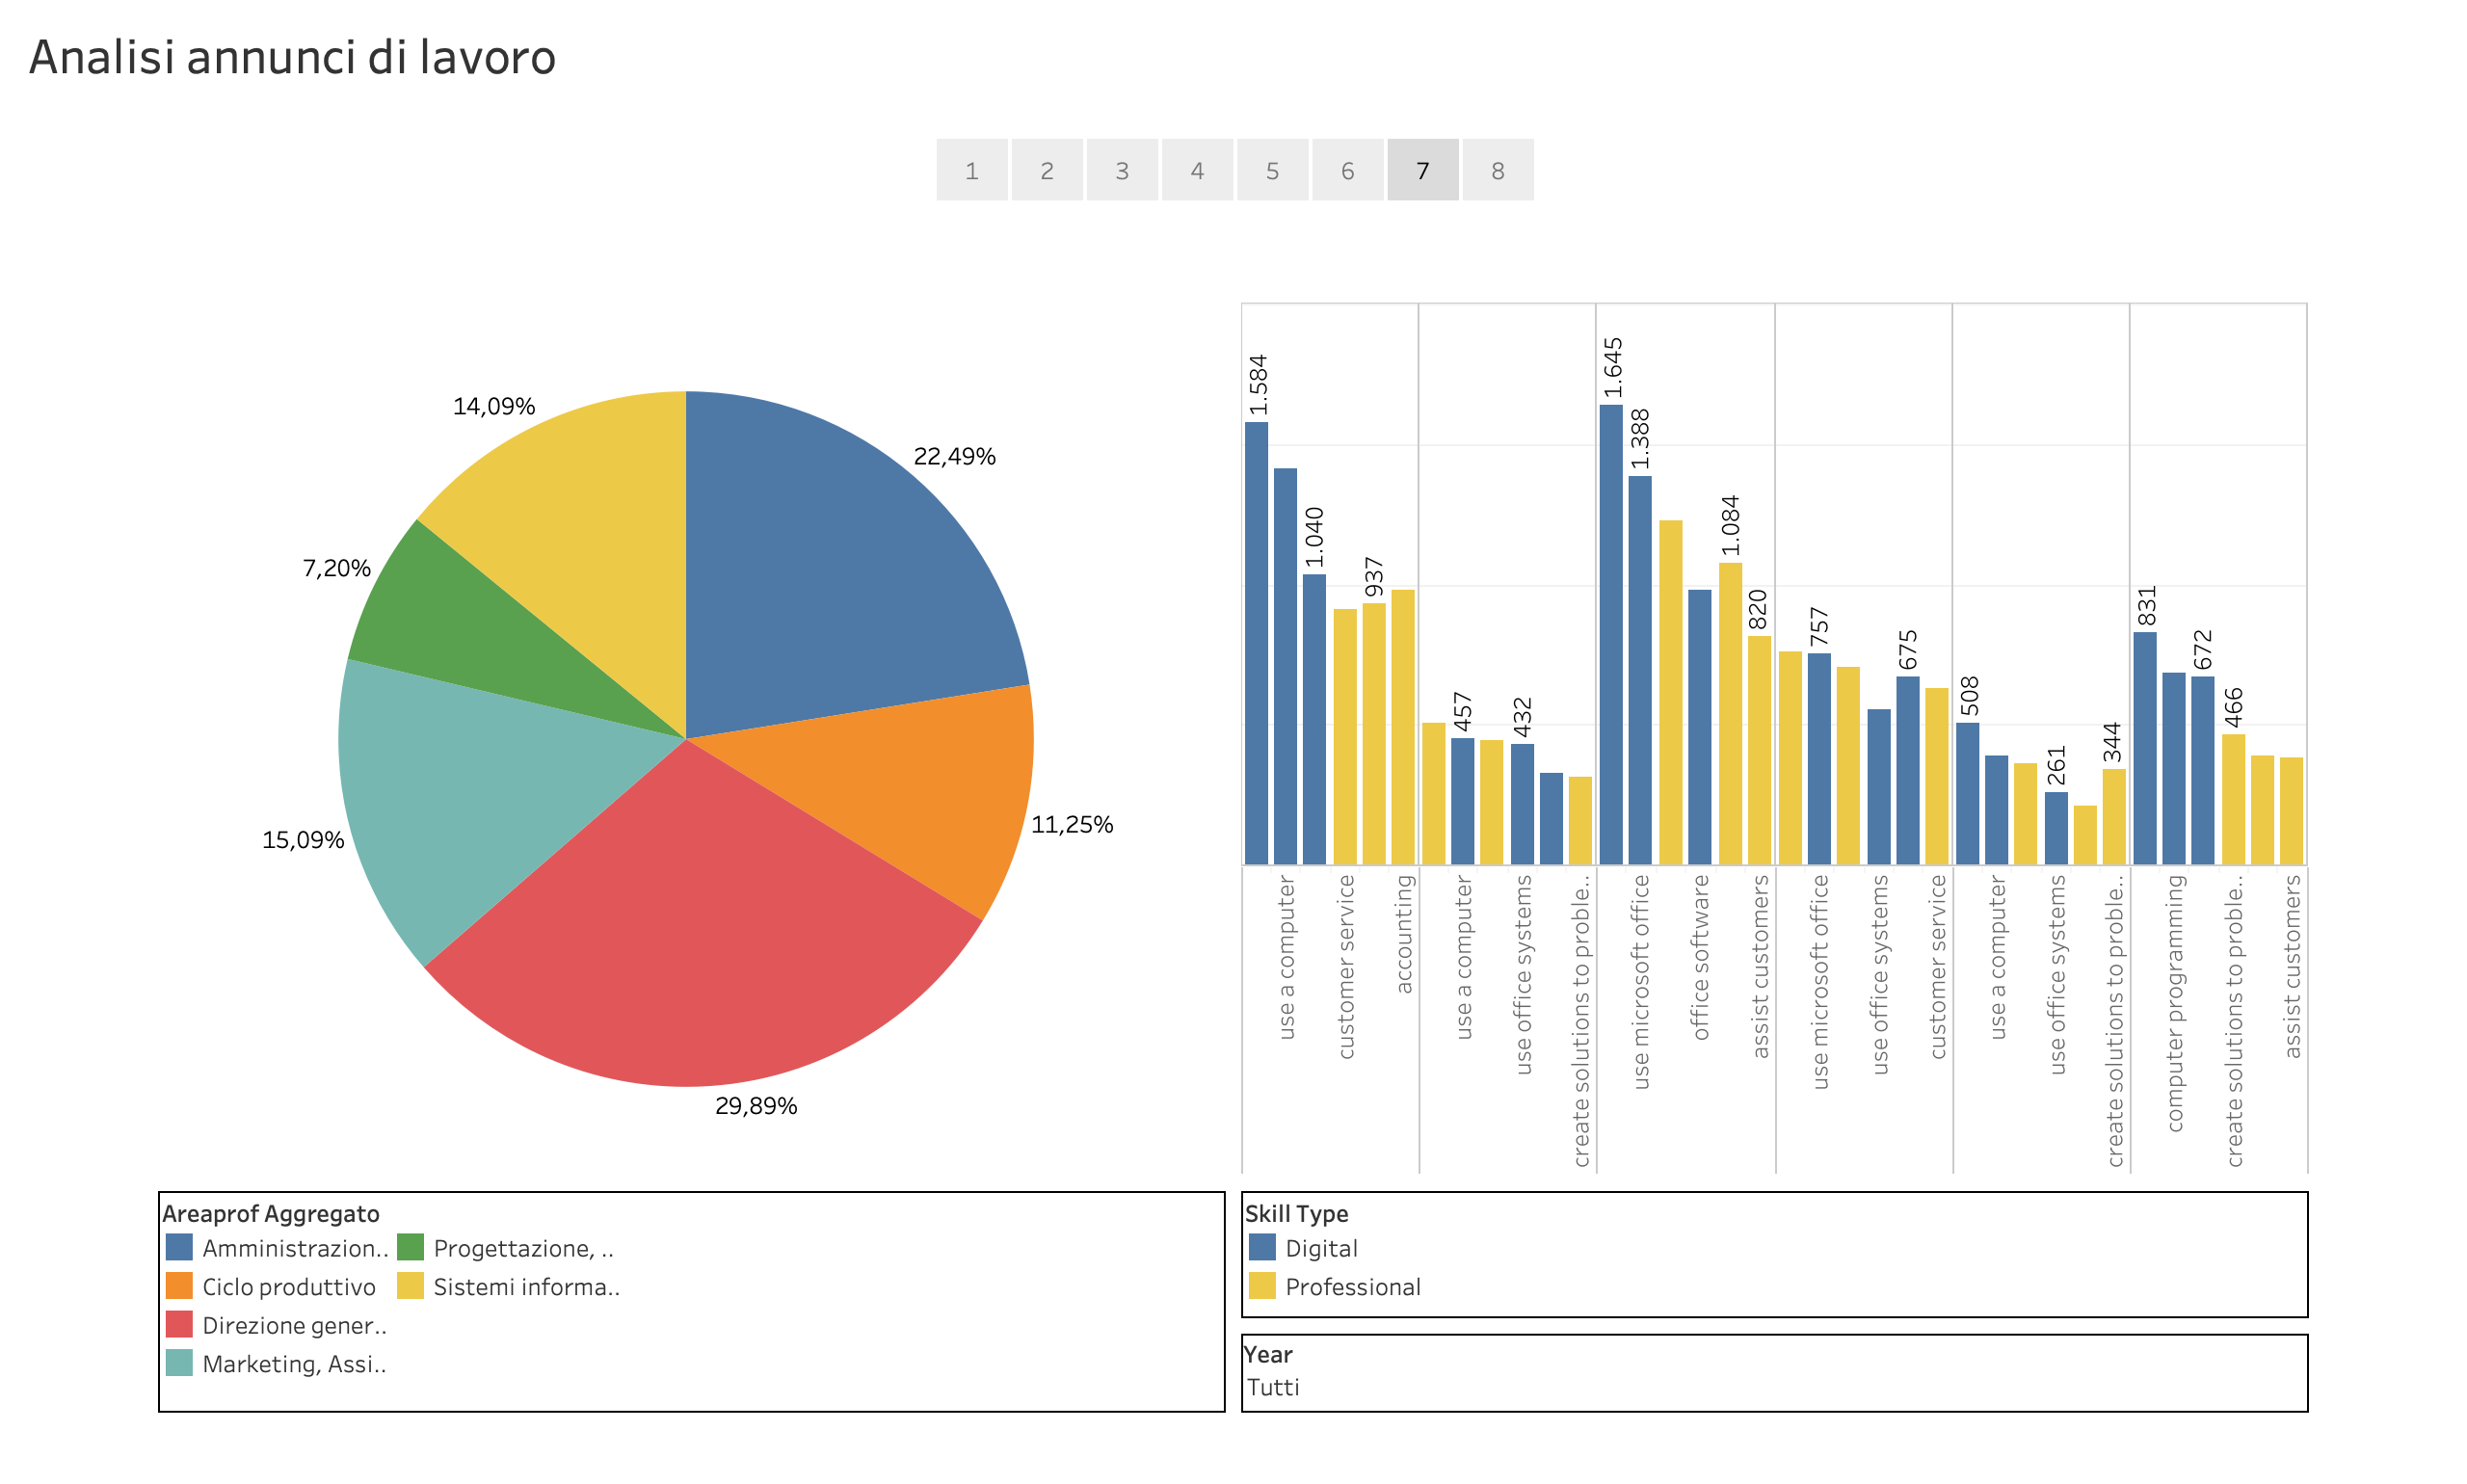 Analisi annunci di lavoro
1 2 3 4 5 6 7 8
14,09%
22,49%
7,20%
11,25%
15,09%
29,89%
1.584
1.040
937
457
432
1.645
1.388
1.084
820
757
675
508
261
344
831
672
466
use a computer
customer service
accounting
use a computer
use office systems
create solutions to proble..
use microsoft office
office software
assist customers
use microsoft office
use office systems
customer service
use a computer
use office systems
create solutions to proble..
computer programming
create solutions to proble..
assist customers
Areaprof Aggregato
Amministrazion..
Ciclo produttivo
Direzione gener..
Marketing, Assi..
Progettazione, ..
Sistemi informa..
Skill Type
Digital
Professional
Year
Tutti